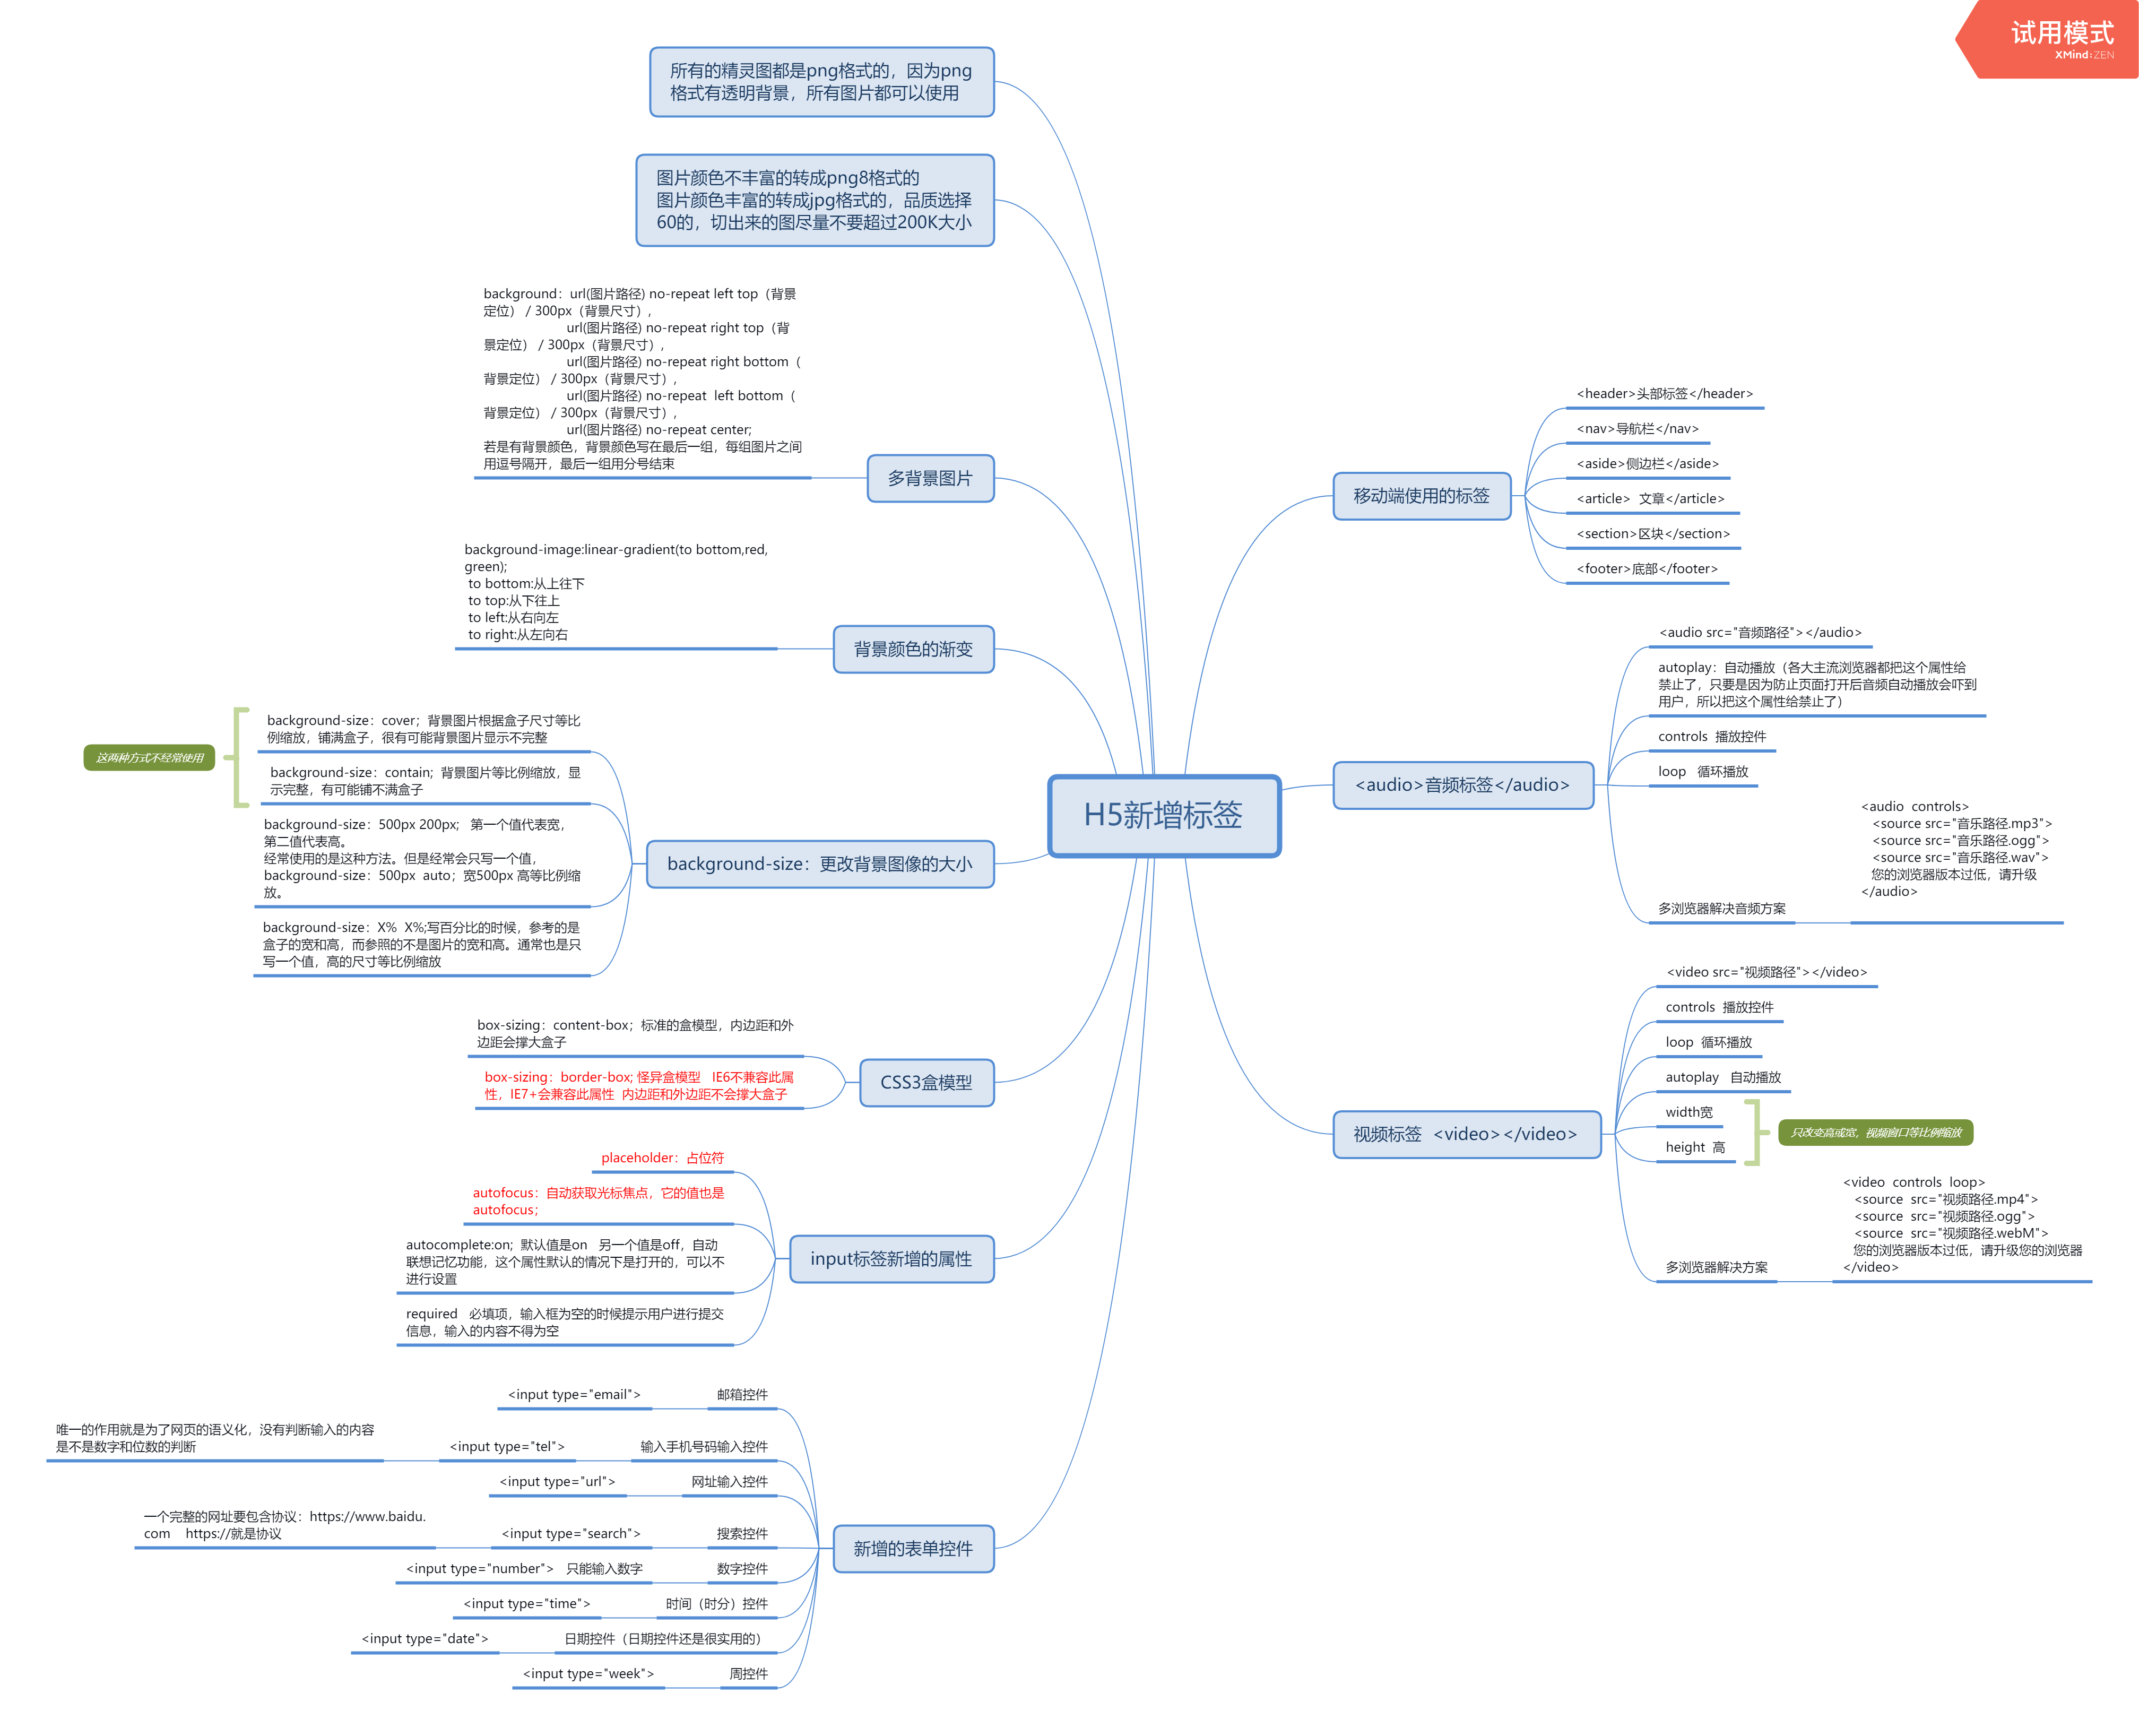 试用模式
XMind:ZEN
H5新增标签
移动端使用的标签
<header>头部标签</header>
<nav>导航栏</nav>
<aside>侧边栏</aside>
<article>  文章</article>
<section>区块</section>
<footer>底部</footer>
<audio>音频标签</audio>
<audio src="音频路径"></audio>
autoplay：自动播放（各大主流浏览器都把这个属性给
禁止了，只要是因为防止页面打开后音频自动播放会吓到
用户，所以把这个属性给禁止了）
controls  播放控件
loop   循环播放
多浏览器解决音频方案
<audio  controls>
<source src="音乐路径.mp3">
<source src="音乐路径.ogg">
<source src="音乐路径.wav">
您的浏览器版本过低，请升级
</audio>
视频标签  <video></video>
<video src="视频路径"></video>
controls  播放控件
loop  循环播放
autoplay   自动播放
width宽
height  高
只改变高或宽，视频窗口等比例缩放
多浏览器解决方案
<video  controls  loop>
<source  src="视频路径.mp4">
<source  src="视频路径.ogg">
<source  src="视频路径.webM">
您的浏览器版本过低，请升级您的浏览器
</video>
所有的精灵图都是png格式的，因为png
格式有透明背景，所有图片都可以使用
图片颜色不丰富的转成png8格式的
图片颜色丰富的转成jpg格式的，品质选择
60的，切出来的图尽量不要超过200K大小
多背景图片
background：url(图片路径) no-repeat left top（背景
定位） / 300px（背景尺寸）,
url(图片路径) no-repeat right top（背
景定位） / 300px（背景尺寸）,
url(图片路径) no-repeat right bottom（
背景定位） / 300px（背景尺寸）,
url(图片路径) no-repeat  left bottom（
背景定位） / 300px（背景尺寸）,
url(图片路径) no-repeat center;
若是有背景颜色，背景颜色写在最后一组，每组图片之间
用逗号隔开，最后一组用分号结束
背景颜色的渐变
background-image:linear-gradient(to bottom,red,
green);
to bottom:从上往下
to top:从下往上
to left:从右向左
to right:从左向右
background-size：更改背景图像的大小
background-size：cover；背景图片根据盒子尺寸等比
例缩放，铺满盒子，很有可能背景图片显示不完整
background-size：contain；背景图片等比例缩放，显
示完整，有可能铺不满盒子
这两种方式不经常使用
background-size：500px 200px；  第一个值代表宽，
第二值代表高。
经常使用的是这种方法。但是经常会只写一个值，
background-size：500px  auto；宽500px 高等比例缩
放。
background-size：X%  X%;写百分比的时候，参考的是
盒子的宽和高，而参照的不是图片的宽和高。通常也是只
写一个值，高的尺寸等比例缩放
CSS3盒模型
box-sizing：content-box；标准的盒模型，内边距和外
边距会撑大盒子
box-sizing：border-box; 怪异盒模型   IE6不兼容此属
性，IE7+会兼容此属性  内边距和外边距不会撑大盒子
input标签新增的属性
placeholder：占位符
autofocus：自动获取光标焦点，它的值也是
autofocus；
autocomplete:on;  默认值是on   另一个值是off，自动
联想记忆功能，这个属性默认的情况下是打开的，可以不
进行设置
required   必填项，输入框为空的时候提示用户进行提交
信息，输入的内容不得为空
新增的表单控件
邮箱控件
<input type="email">
输入手机号码输入控件
<input type="tel">
唯一的作用就是为了网页的语义化，没有判断输入的内容
是不是数字和位数的判断
网址输入控件
<input type="url">
搜索控件
<input type="search">
一个完整的网址要包含协议：https://www.baidu.
com    https://就是协议
数字控件
<input type="number">   只能输入数字
时间（时分）控件
<input type="time">
日期控件（日期控件还是很实用的）
<input type="date">
周控件
<input type="week">